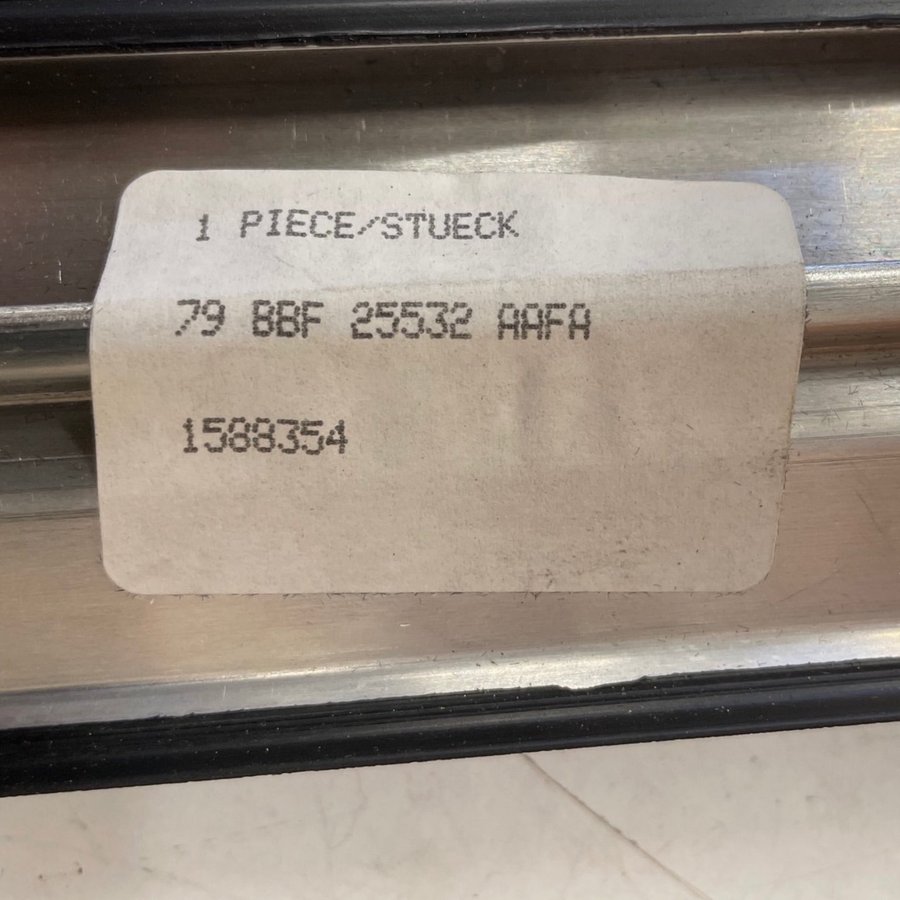 1 PIECE/STUECK
79 BBF 25532 AAFA
1588354